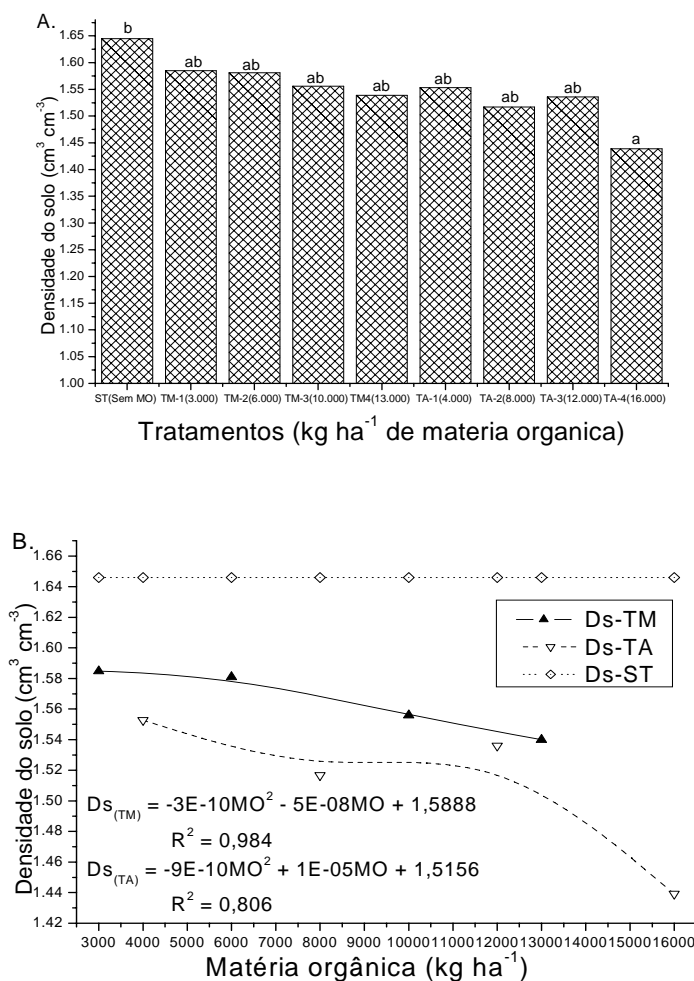 A.
b
ab
ab
ab
ab
ab
ab
ab
a
1.65
1.60
1.55
1.50
1.45
1.40
1.35
1.30
1.25
1.20
1.15
1.10
1.05
1.00
Densidade do solo (cm³ cm⁻³)
ST(Sem MO) TM-1(3.000) TM-2(6.000) TM-3(10.000) TM4(13.000) TA-1(4.000) TA-2(8.000) TA-3(12.000) TA-4(16.000)
Tratamentos (kg ha⁻¹ de materia organica)
B.
1.66
1.64
1.62
1.60
1.58
1.56
1.54
1.52
1.50
1.48
1.46
1.44
1.42
Densidade do solo (cm³ cm⁻³)
Ds-TM
Ds-TA
Ds-ST
Ds(TM) = -3E-10MO² - 5E-08MO + 1,5888
R² = 0,984
Ds(TA) = -9E-10MO² + 1E-05MO + 1,5156
R² = 0,806
3000 4000 5000 6000 7000 8000 9000 10000 11000 12000 13000 14000 15000 16000
Matéria orgânica (kg ha⁻¹)